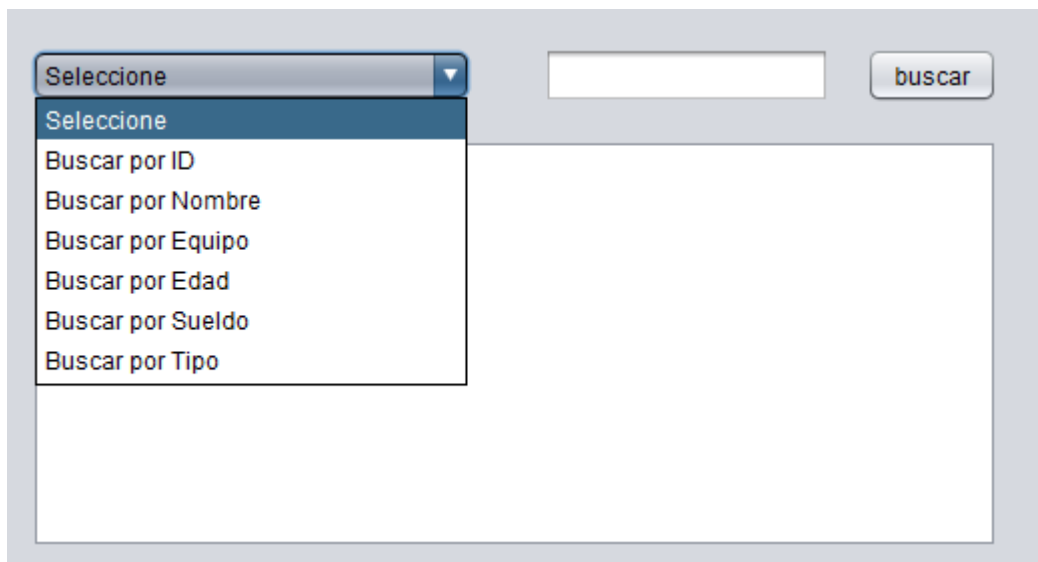 Seleccione
buscar
Seleccione
Buscar por ID
Buscar por Nombre
Buscar por Equipo
Buscar por Edad
Buscar por Sueldo
Buscar por Tipo